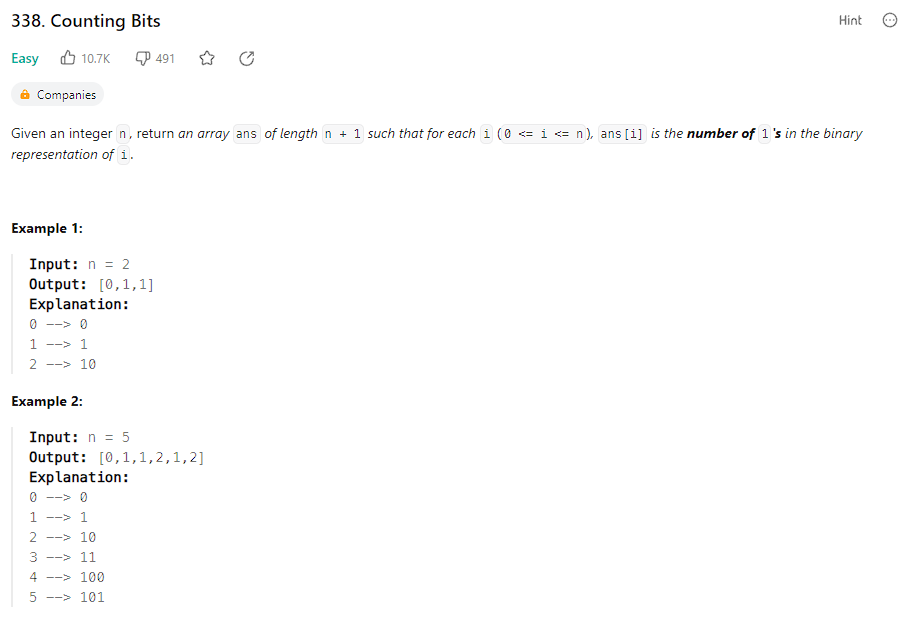 338. Counting Bits Hint
Easy 10.7K 491
Companies
Given an integer n, return an array ans of length n + 1 such that for each i (0 <= i <= n), ans[i] is the number of 1's in the binary
representation of i.
Example 1:
Input: n = 2
Output: [0,1,1]
Explanation:
0 --> 0
1 --> 1
2 --> 10
Example 2:
Input: n = 5
Output: [0,1,1,2,1,2]
Explanation:
0 --> 0
1 --> 1
2 --> 10
3 --> 11
4 --> 100
5 --> 101